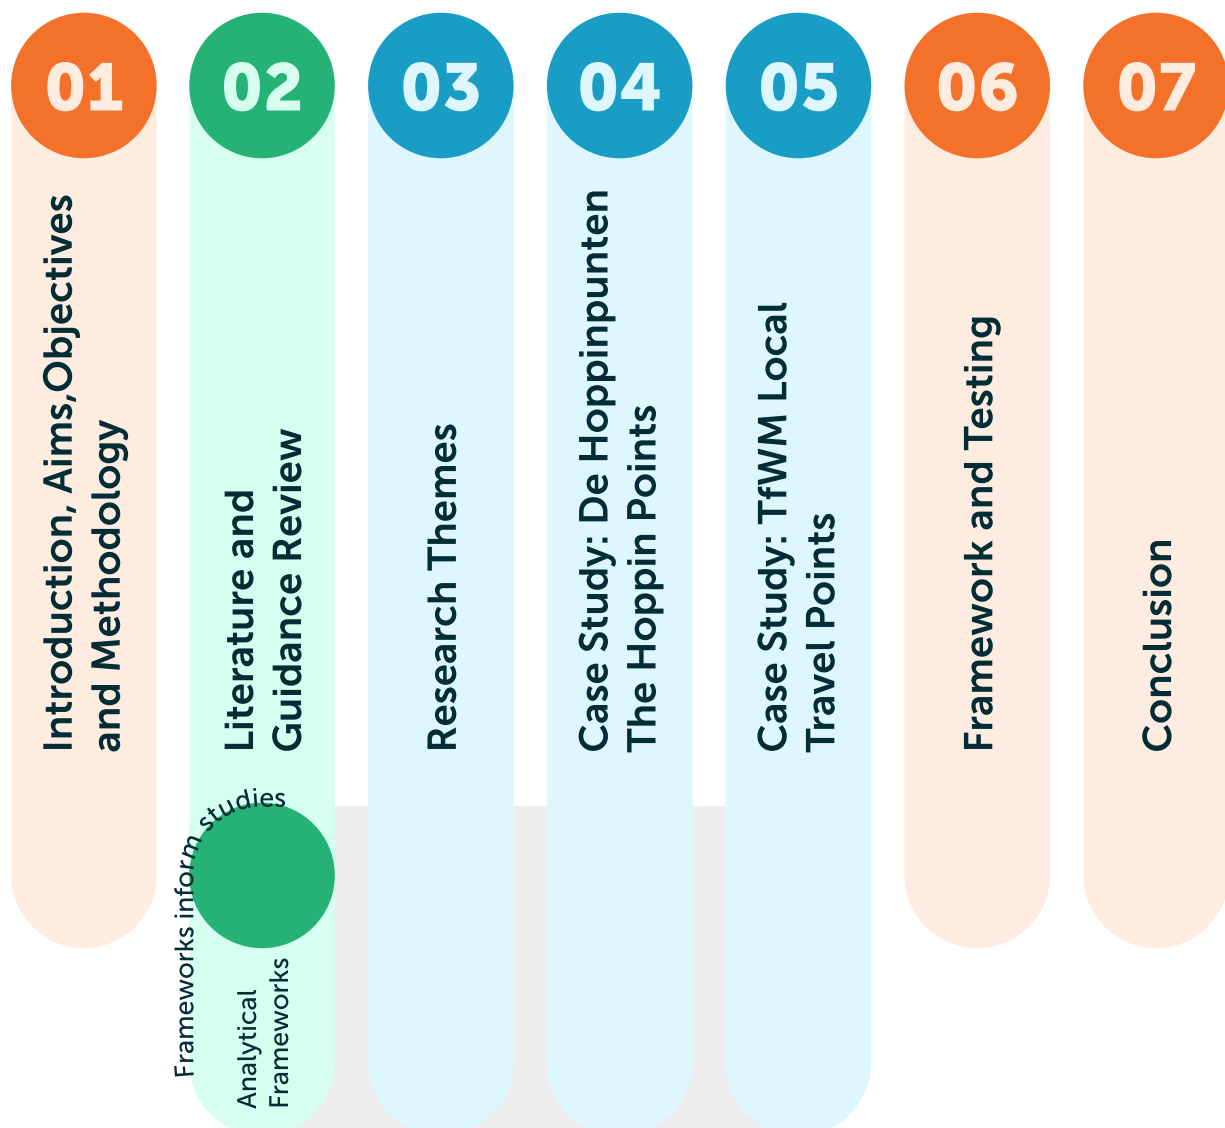 01
Introduction, Aims,Objectives
and Methodology
02
Literature and
Guidance Review
Frameworks inform studies
Analytical
Frameworks
03
Research Themes
04
Case Study: De Hoppinpunten
The Hoppin Points
05
Case Study: TfWM Local
Travel Points
06
Framework and Testing
07
Conclusion